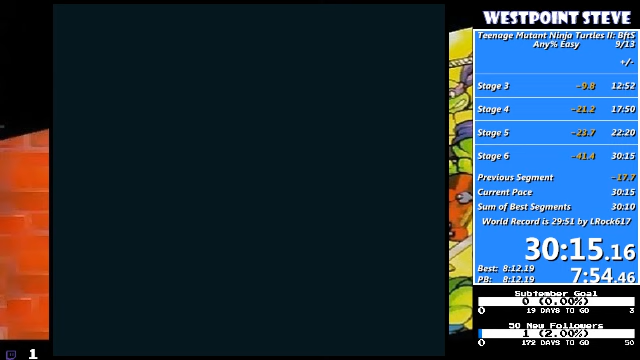 WESTPOINT STEVE
Teenage Mutant Ninja Turtles II: BftS
Any% Easy 9/13
+/-
Stage 3 -9.8 12:52
Stage 4 -21.2 17:50
Stage 5 -23.7 22:20
Stage 6 -41.4 30:15
Previous Segment -17.7
Current Pace 30:15
Sum of Best Segments 30:10
World Record is 29:51 by LRock617
30:15.16
Best: 8:12.19
PB: 8:12.19
7:54.46
Subtember Goal
0 (0.00%)
0 19 DAYS TO GO 3
50 New Followers
1 (2.00%)
0 172 DAYS TO GO 50
1